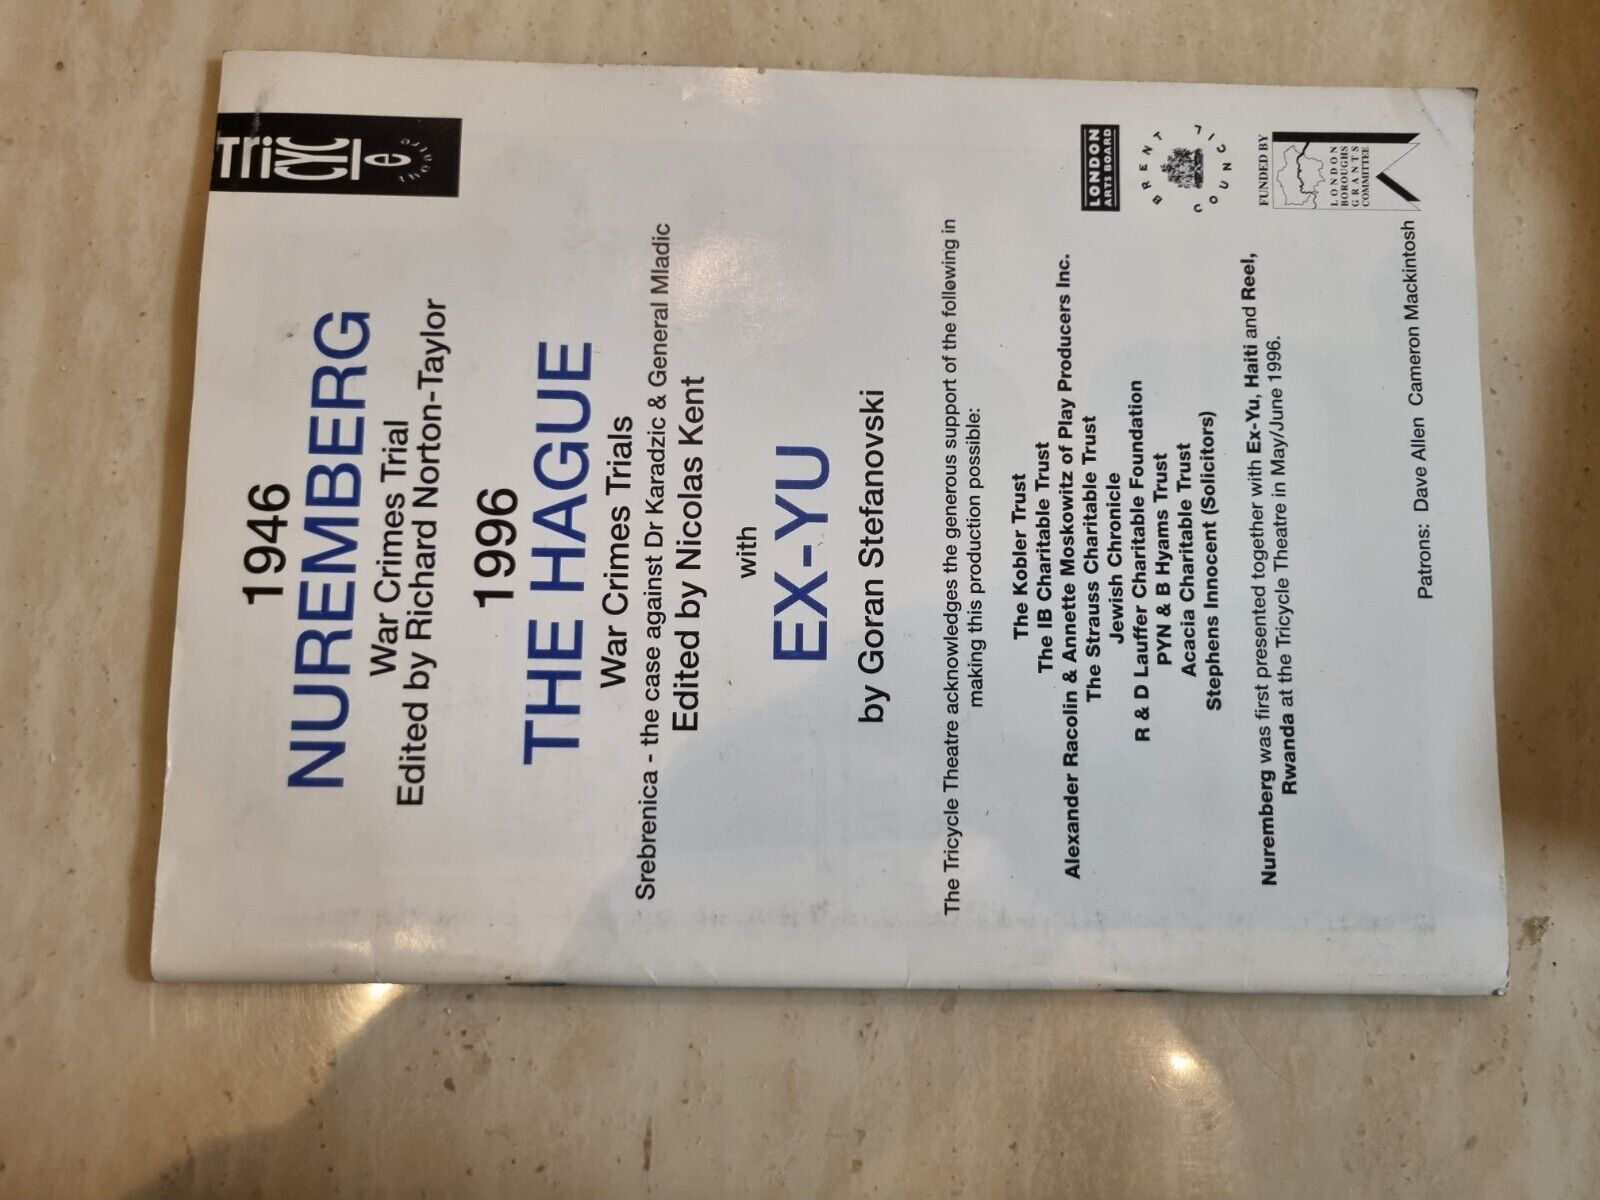 TRicycle
Theatre
1946
NUREMBERG
War Crimes Trial
Edited by Richard Norton-Taylor
1996
THE HAGUE
War Crimes Trials
Srebrenica - the case against Dr Karadzic & General Mladic
Edited by Nicolas Kent
with
EX-YU
by Goran Stefanovski
The Tricycle Theatre acknowledges the generous support of the following in
making this production possible:
The Kobler Trust
The IB Charitable Trust
Alexander Racolin & Annette Moskowitz of Play Producers Inc.
The Strauss Charitable Trust
Jewish Chronicle
R & D Lauffer Charitable Foundation
PYN & B Hyams Trust
Acacia Charitable Trust
Stephens Innocent (Solicitors)
Nuremberg was first presented together with Ex-Yu, Haiti and Reel,
Rwanda at the Tricycle Theatre in May/June 1996.
Patrons: Dave Allen Cameron Mackintosh
LONDON
ARTS BOARD
BRENT
COUNCIL
FUNDED BY
LONDON
BOROUGHS
GRANTS
COMMITTEE